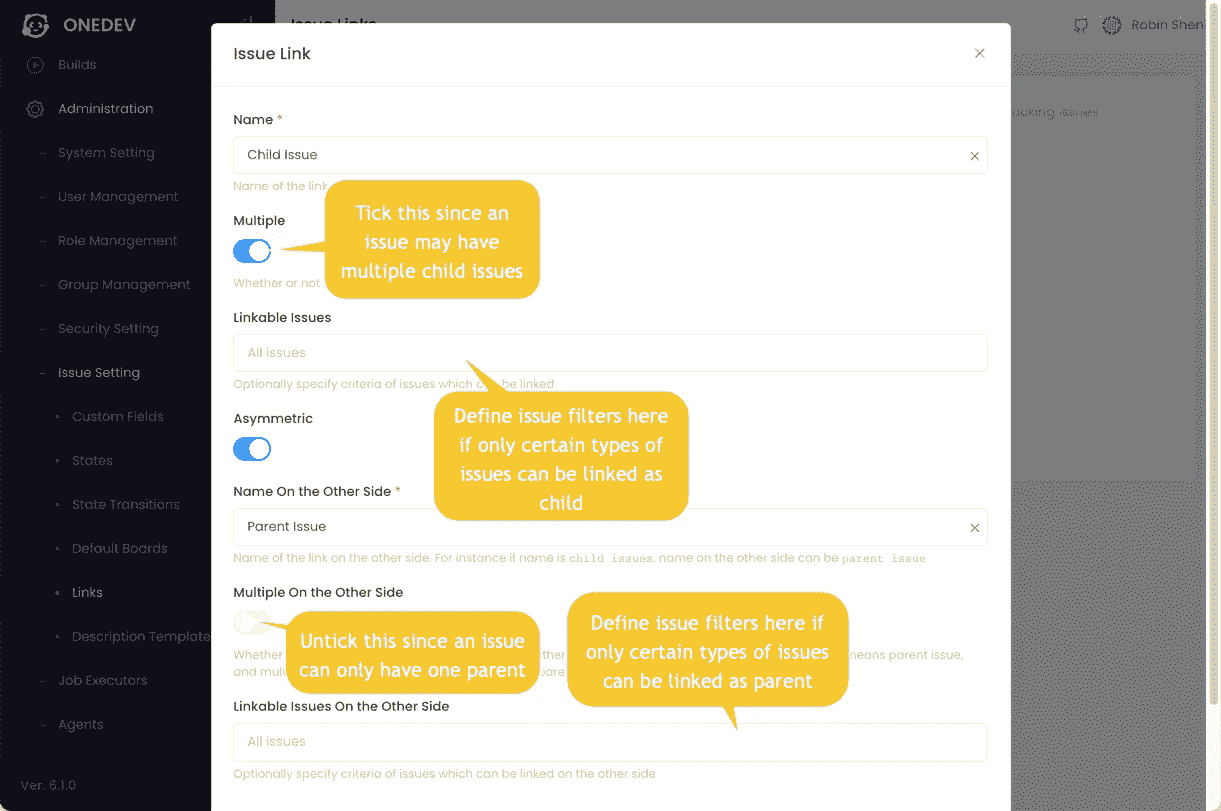 ONEDEV
Issue Links
Robin Shen
Builds
Administration
System Setting
User Management
Role Management
Group Management
Security Setting
Issue Setting
Custom Fields
States
State Transitions
Default Boards
Links
Description Template
Job Executors
Agents
Ver. 6.1.0
ocking issues
Issue Link
Name *
Child Issue
Name of the link
Multiple
Tick this since an
issue may have
multiple child issues
Whether or not
Linkable Issues
All issues
Optionally specify criteria of issues which can be linked
Define issue filters here
if only certain types of
issues can be linked as
child
Asymmetric
Name On the Other Side *
Parent Issue
Name of the link on the other side. For instance if name is child issues, name on the other side can be parent issue
Multiple On the Other Side
Untick this since an issue
can only have one parent
Define issue filters here if
only certain types of issues
can be linked as parent
Whether means parent issue,
and
Linkable Issues On the Other Side
All issues
Optionally specify criteria of issues which can be linked on the other side